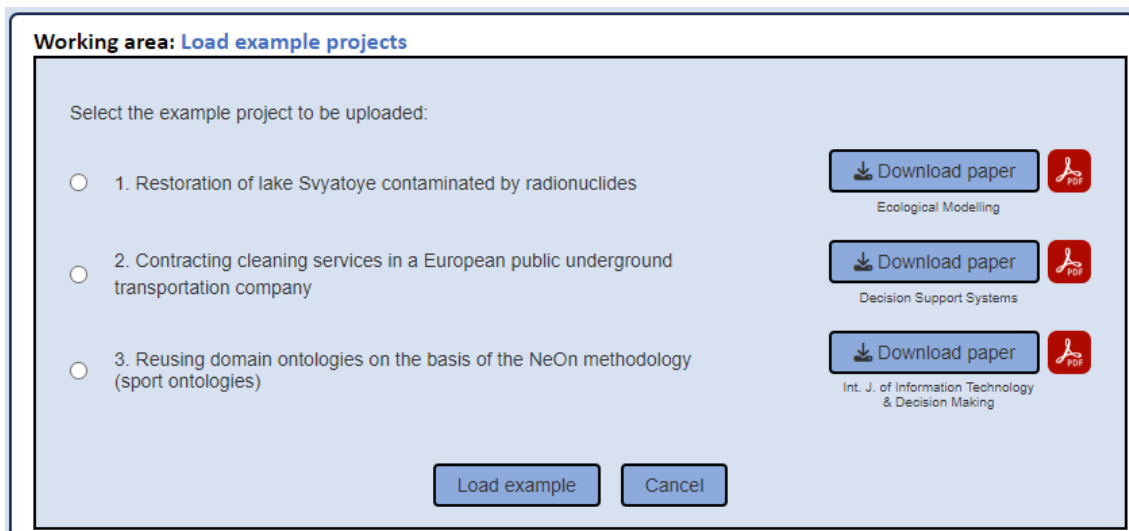 Working area: Load example projects
Select the example project to be uploaded:
1. Restoration of lake Svyatoye contaminated by radionuclides
Download paper
PDF
Ecological Modelling
2. Contracting cleaning services in a European public underground
transportation company
Download paper
PDF
Decision Support Systems
3. Reusing domain ontologies on the basis of the NeOn methodology
(sport ontologies)
Download paper
PDF
Int. J. of Information Technology
& Decision Making
Load example
Cancel